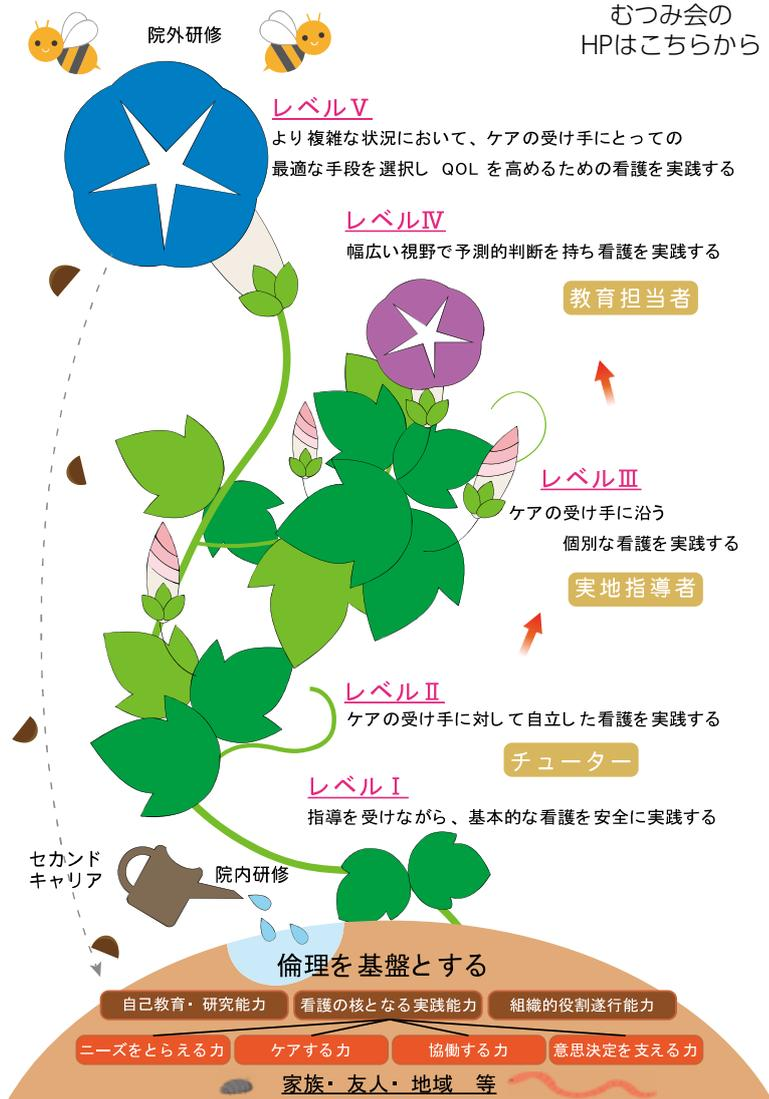 むつみ会の
HPはこちらから
院外研修
レベルⅤ
より複雑な状況において、ケアの受け手にとっての
最適な手段を選択し QOL を高めるための看護を実践する
レベルⅣ
幅広い視野で予測的判断を持ち看護を実践する
教育担当者
レベルⅢ
ケアの受け手に沿う
個別な看護を実践する
実地指導者
レベルⅡ
ケアの受け手に対して自立した看護を実践する
チューター
レベルⅠ
指導を受けながら、基本的な看護を安全に実践する
セカンド
キャリア
院内研修
倫理を基盤とする
自己教育・研究能力 看護の核となる実践能力 組織的役割遂行能力
ニーズをとらえる力 ケアする力 協働する力 意思決定を支える力
家族・友人・地域 等